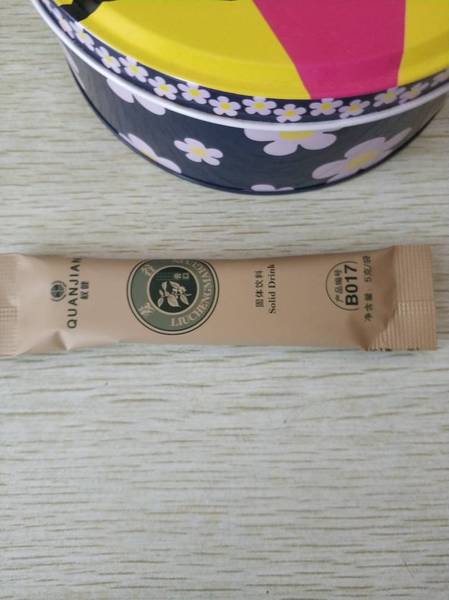 QUANJIAN
权健
LIUCHENGMAICU
固体饮料
Solid Drink
产品编号
B017
净含量：5克/袋